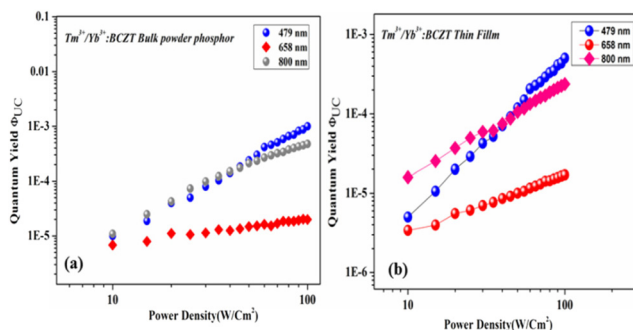 Tm³⁺/Yb³⁺:BCZT Bulk powder phosphor
479 nm
658 nm
800 nm
0.1
0.01
1E-3
1E-4
1E-5
Quantum Yield Φ_UC
(a)
10
100
Power Density(W/Cm²)
Tm³⁺/Yb³⁺:BCZT Thin Fillm
479 nm
658 nm
800 nm
1E-3
1E-4
1E-5
1E-6
Quantum Yield Φ_UC
(b)
10
100
Power Density(W/Cm²)